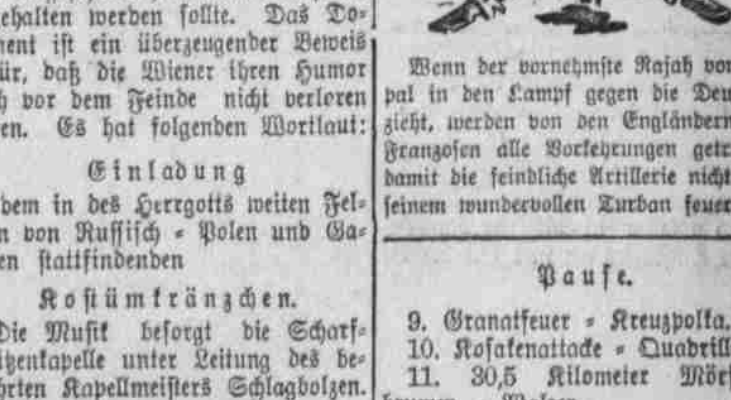 ehalten werden sollte. Das Do-
ment ist ein überzeugender Beweis
ür, daß die Wiener ihren Humor
h vor dem Feinde nicht verloren
en. Es hat folgenden Wortlaut:
Einladung
dem in des Herrgotts weiten Fel-
n von Russisch - Polen und Ga-
en stattfindenden
Kostümkränzchen.
Die Musik besorgt die Scharf-
itzenkapelle unter Leitung des be-
hrten Kapellmeisters Schlagbolzen.
Wenn der vornehmste Rajah von
pal in den Kampf gegen die Deu
zieht, werden von den Engländern
Franzosen alle Vorkehrungen getr
damit die feindliche Artillerie nicht
seinem wundervollen Turban feuer
Pause.
9. Granatfeuer - Kreuzpolka.
10. Kosakenattacke - Quadrill
11. 30,5 Kilometer Mörs